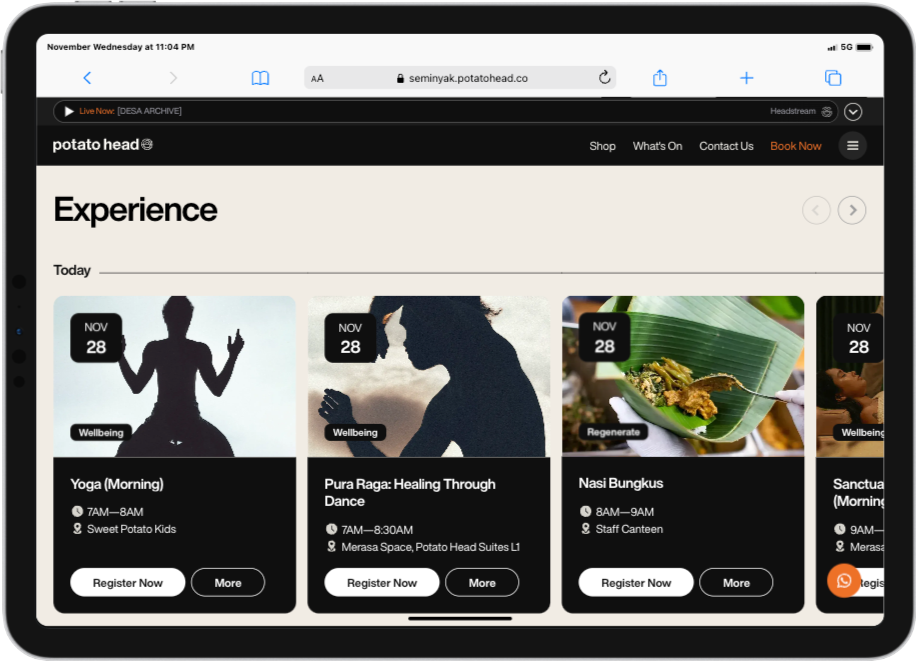 November Wednesday at 11:04 PM
5G
AA
seminyak.potatohead.co
Live Now: [DESA ARCHIVE]
Headstream
potato head
Shop
What's On
Contact Us
Book Now
Experience
Today
NOV
28
Wellbeing
Yoga (Morning)
7AM—8AM
Sweet Potato Kids
Register Now
More
NOV
28
Wellbeing
Pura Raga: Healing Through
Dance
7AM—8:30AM
Merasa Space, Potato Head Suites L1
Register Now
More
NOV
28
Regenerate
Nasi Bungkus
8AM—9AM
Staff Canteen
Register Now
More
NOV
28
Wellbeing
Sanctua
(Morning
9AM—
Merasa
Regis